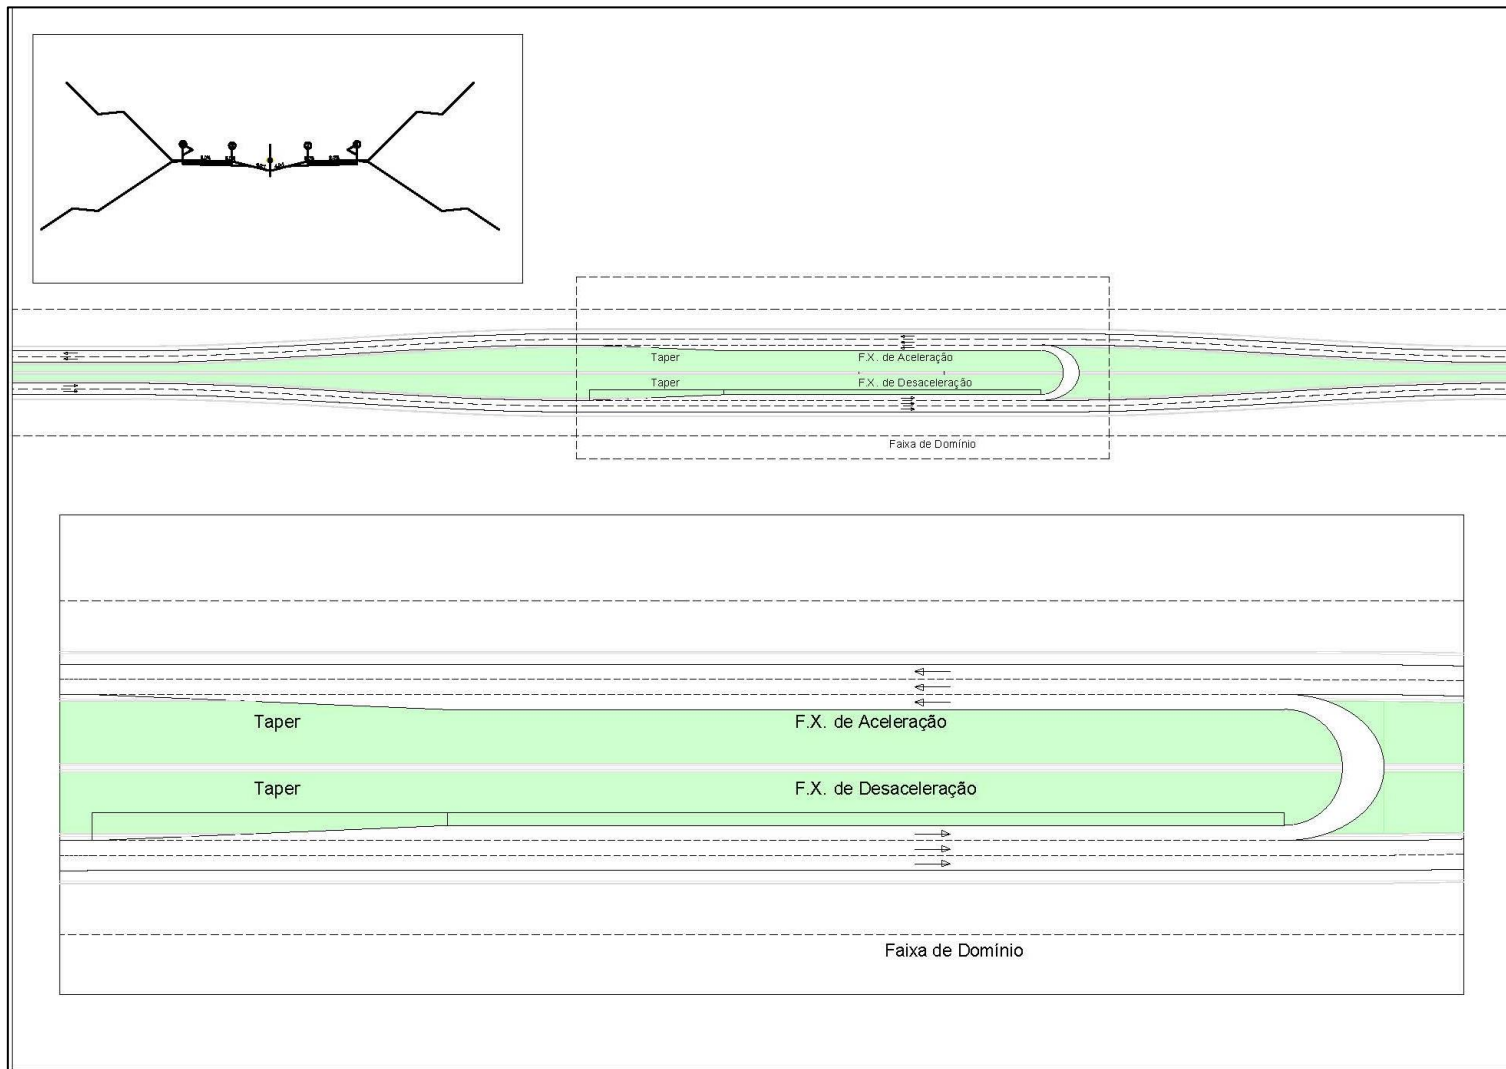 Taper
F.X. de Aceleração
Taper
F.X. de Desaceleração
Faixa de Domínio
Taper
F.X. de Aceleração
Taper
F.X. de Desaceleração
Faixa de Domínio